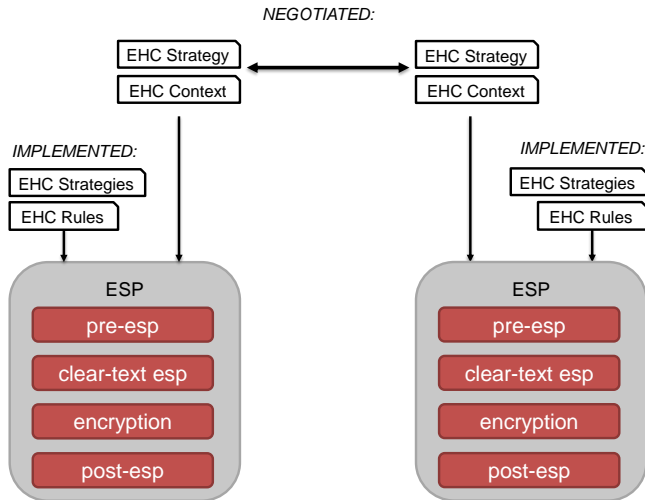 NEGOTIATED:
EHC Strategy
EHC Strategy
EHC Context
EHC Context
IMPLEMENTED:
IMPLEMENTED:
EHC Strategies
EHC Strategies
EHC Rules
EHC Rules
ESP
ESP
pre-esp
pre-esp
clear-text esp
clear-text esp
encryption
encryption
post-esp
post-esp